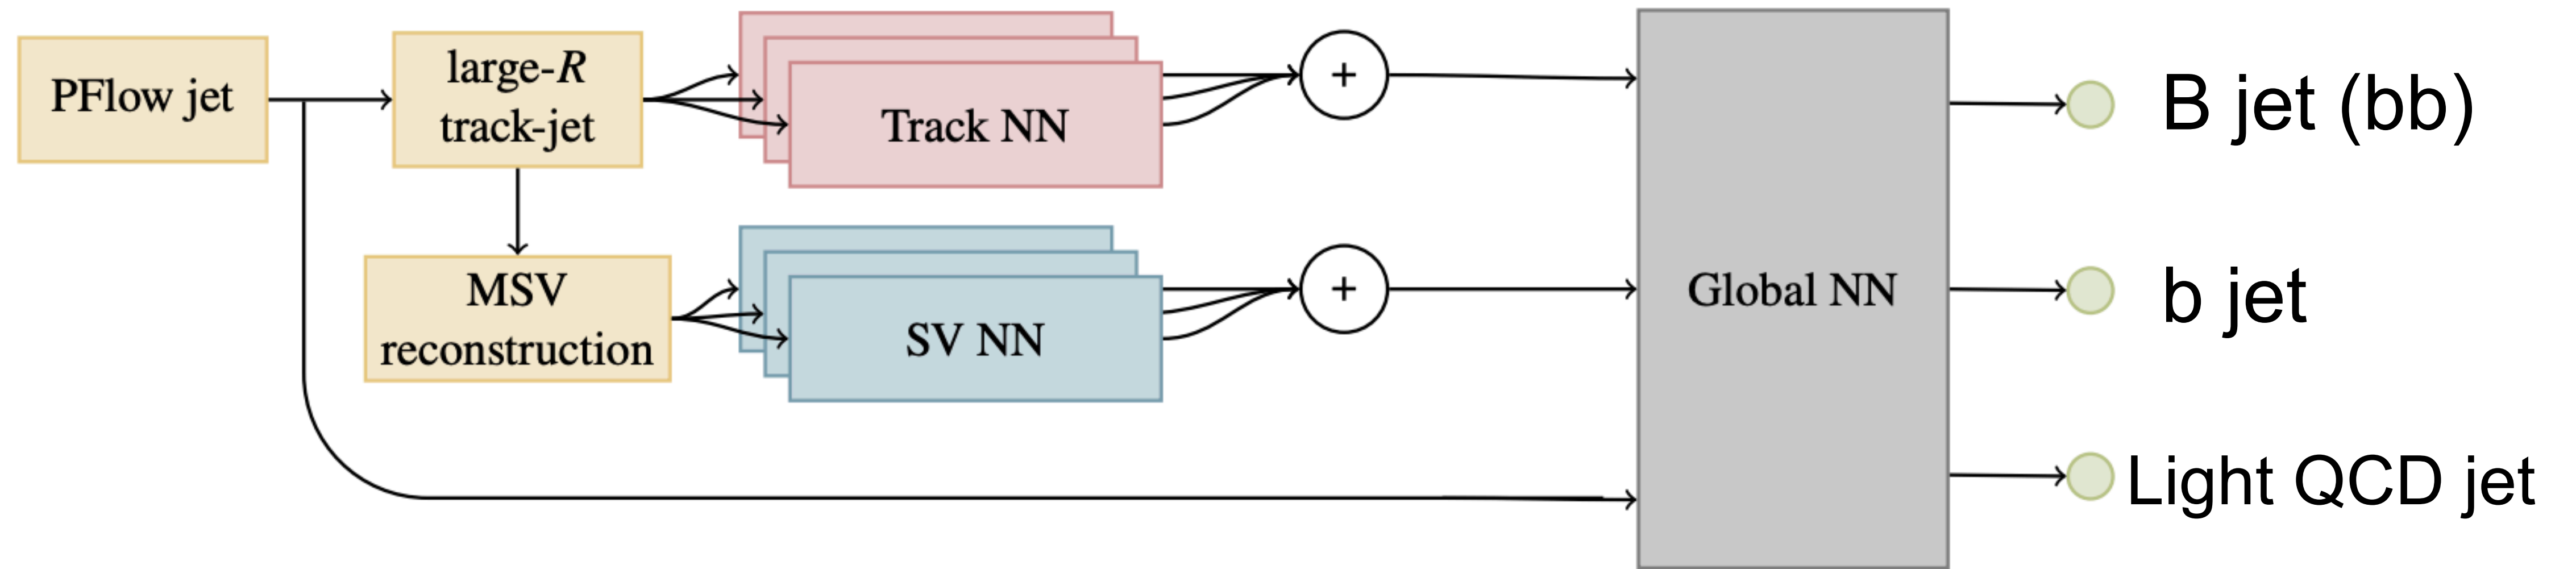 PFlow jet
large-R
track-jet
Track NN
+
B jet (bb)
MSV
reconstruction
SV NN
+
Global NN
b jet
Light QCD jet